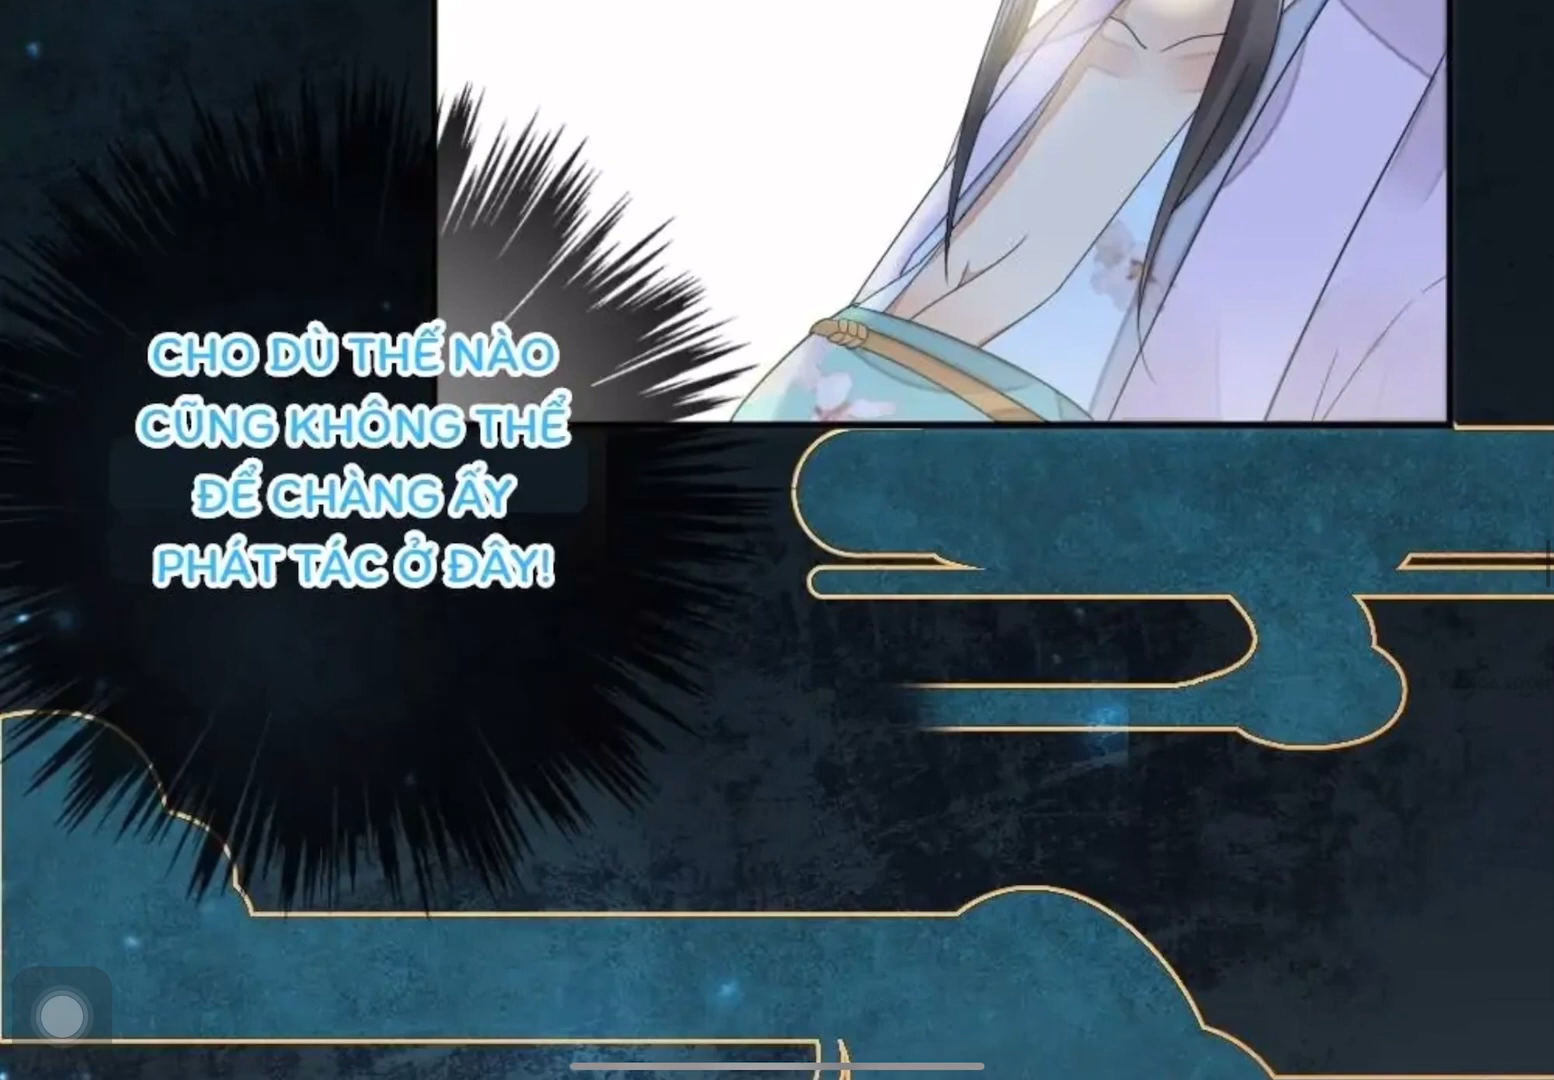 CHO DÙ THẾ NÀO
CŨNG KHÔNG THỂ
ĐỂ CHÀNG ẤY
PHÁT TÁC Ở ĐÂY!